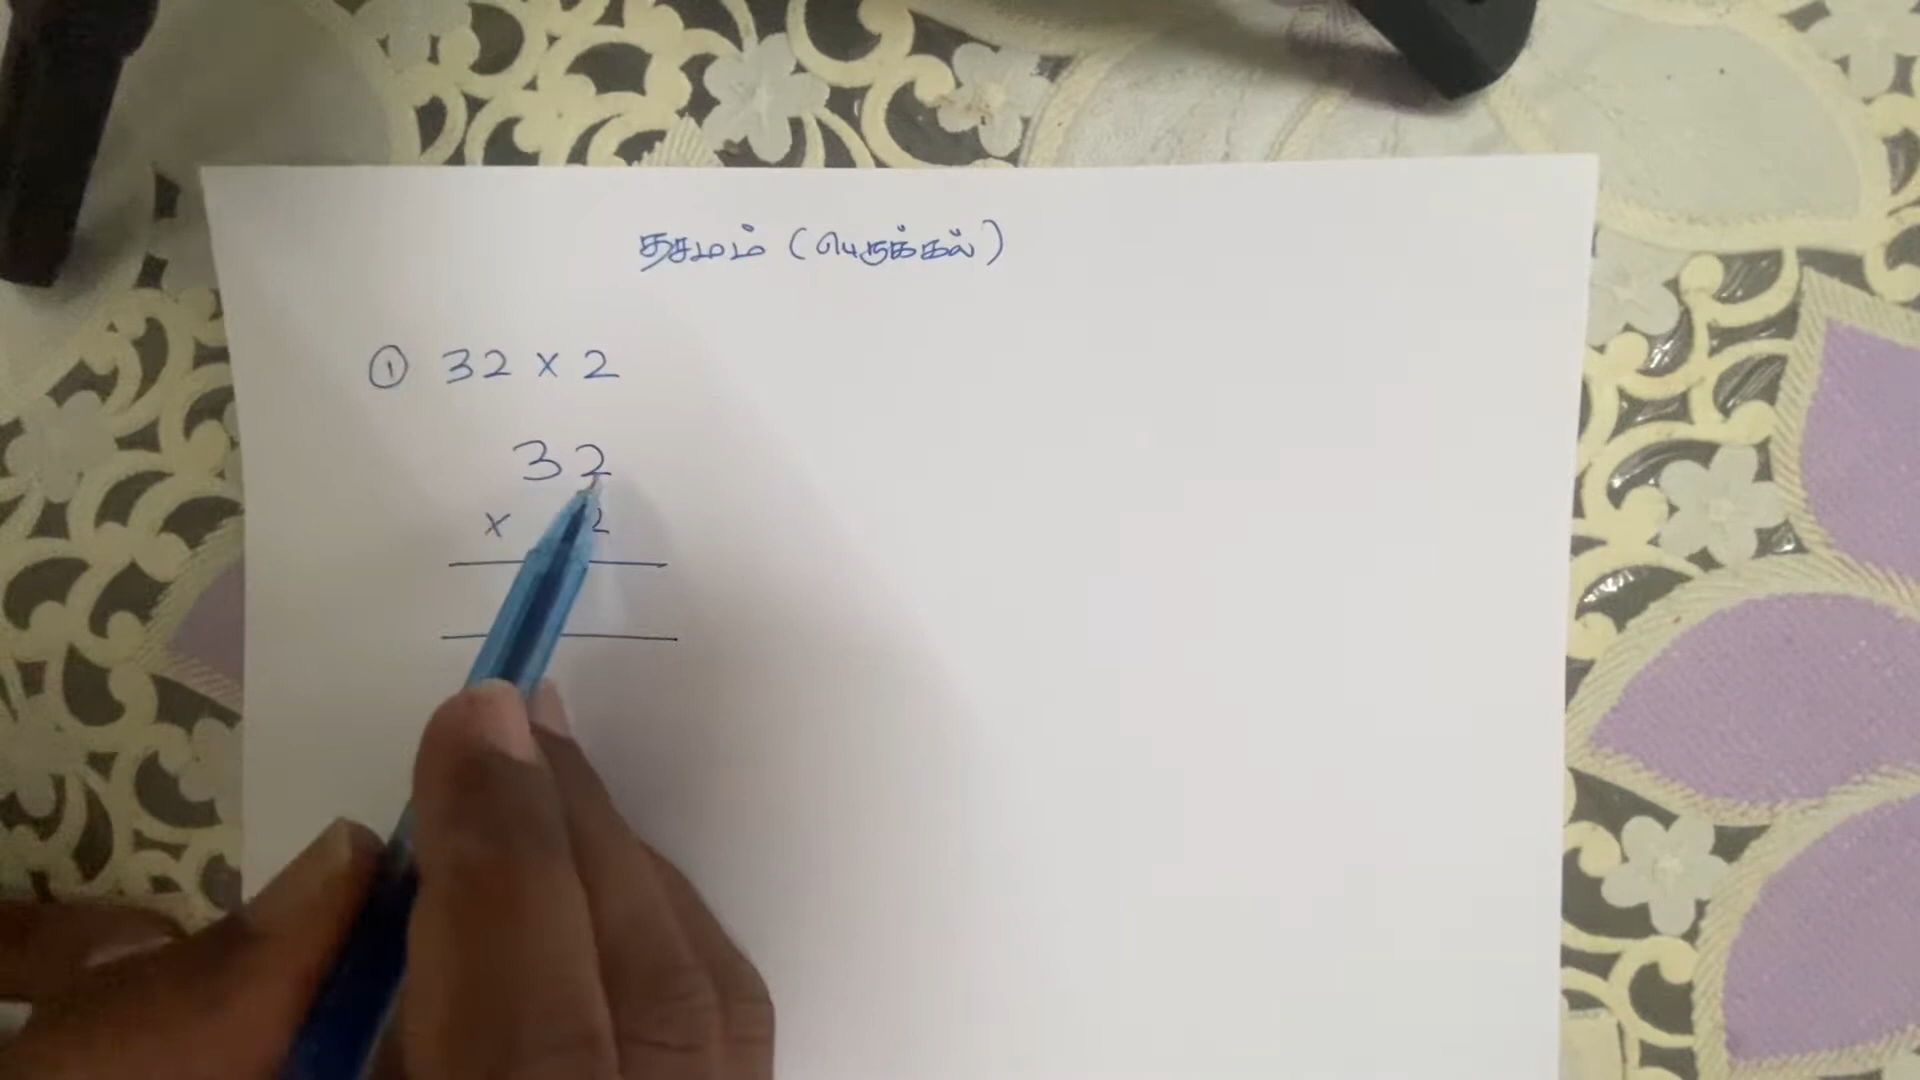 தசமம் (பெருக்கல்)
① 32 × 2
32
× 2